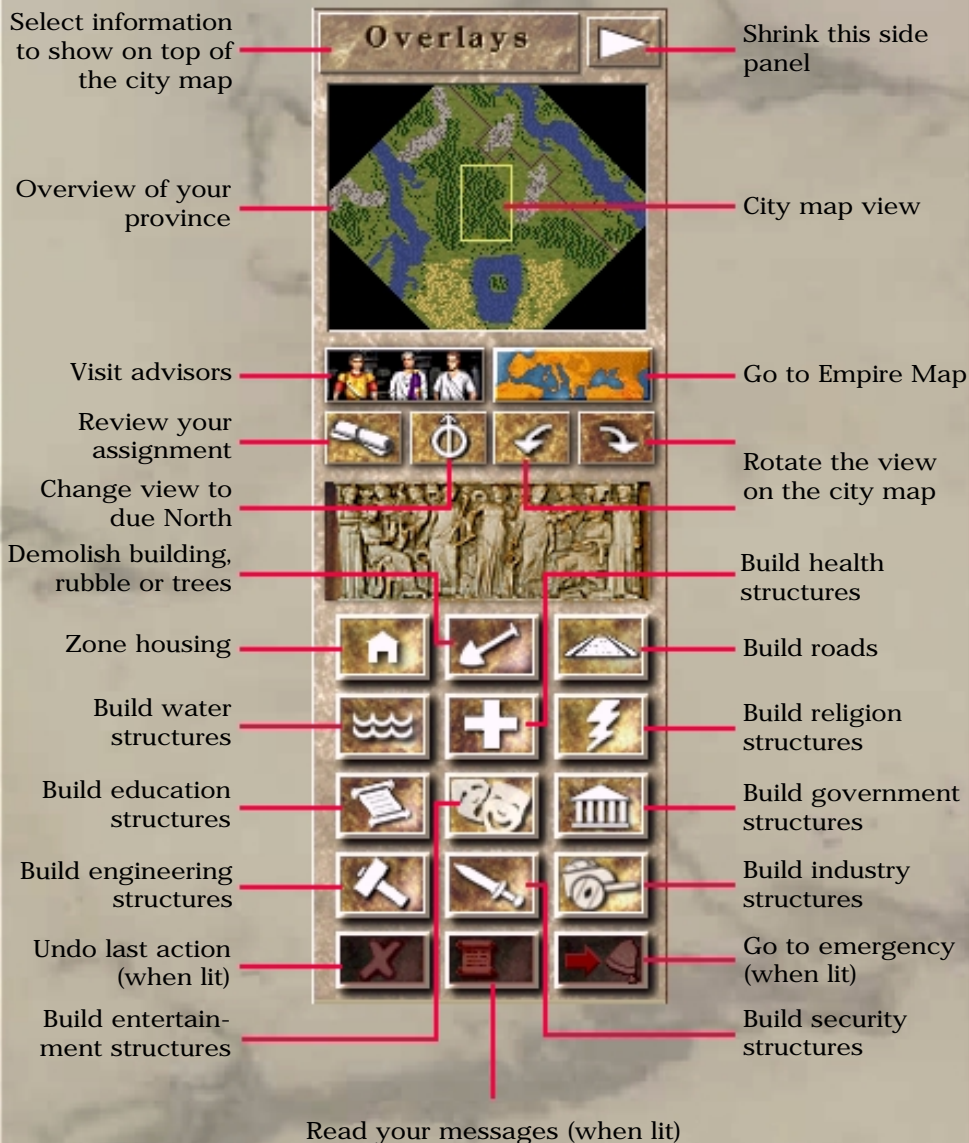 Select information
to show on top of
the city map
Overlays
Shrink this side
panel
Overview of your
province
City map view
Visit advisors
Go to Empire Map
Review your
assignment
Rotate the view
on the city map
Change view to
due North
Demolish building,
rubble or trees
Build health
structures
Zone housing
Build roads
Build water
structures
Build religion
structures
Build education
structures
Build government
structures
Build engineering
structures
Build industry
structures
Undo last action
(when lit)
Go to emergency
(when lit)
Build entertain-
ment structures
Build security
structures
Read your messages (when lit)